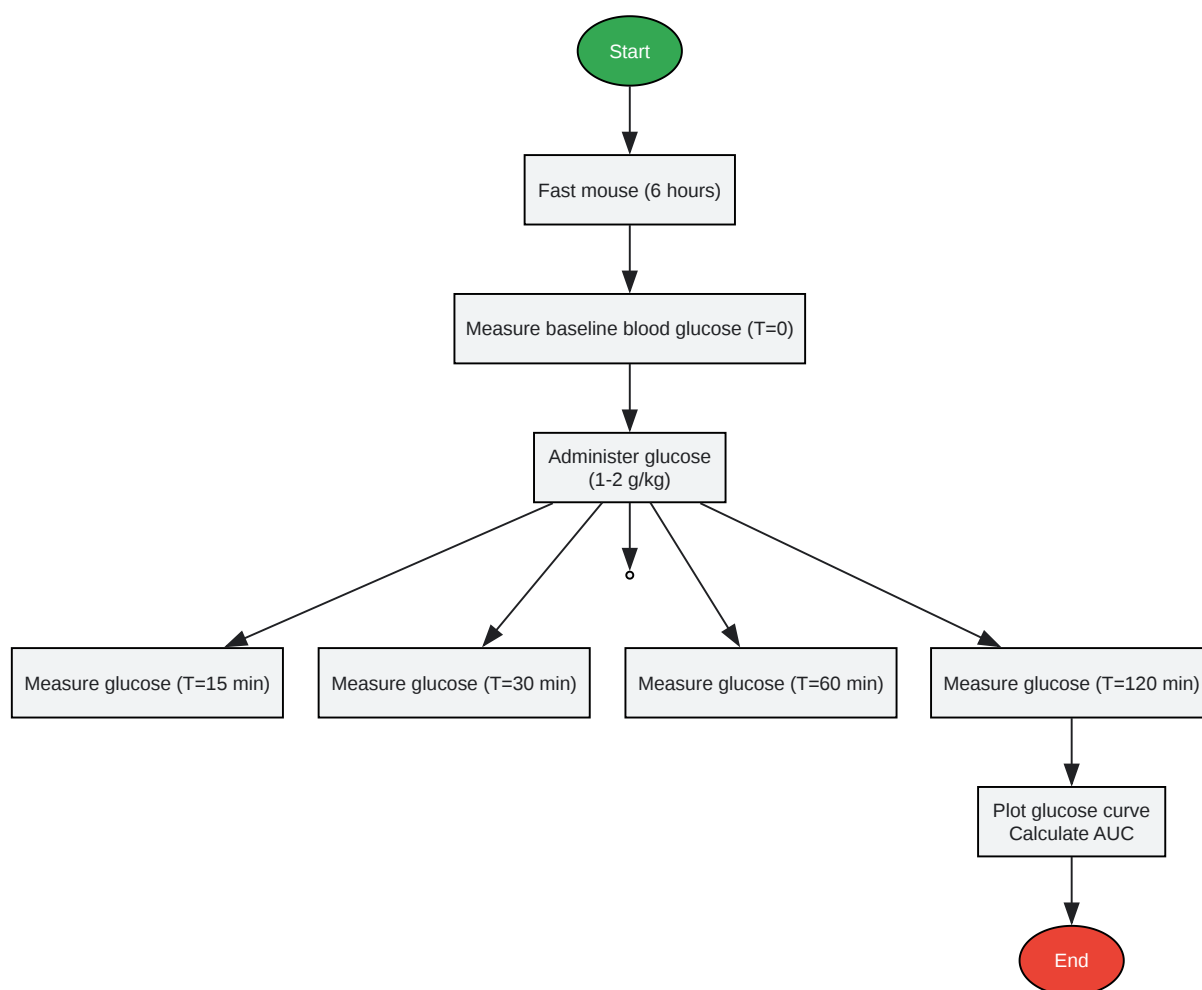 Start
Fast mouse (6 hours)
Measure baseline blood glucose (T=0)
Administer glucose
(1-2 g/kg)
Measure glucose (T=15 min)
Measure glucose (T=30 min)
Measure glucose (T=60 min)
Measure glucose (T=120 min)
Plot glucose curve
Calculate AUC
End